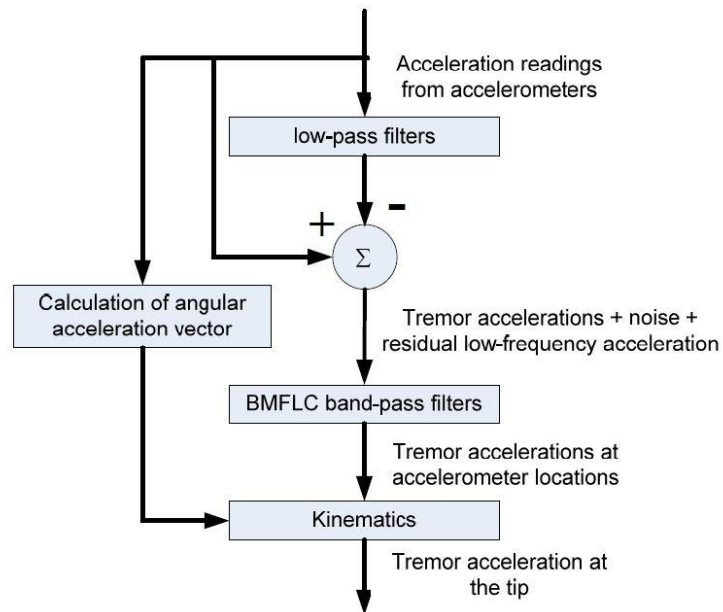 Acceleration readings
from accelerometers
low-pass filters
+
-
Σ
Calculation of angular
acceleration vector
Tremor accelerations + noise +
residual low-frequency acceleration
BMFLC band-pass filters
Tremor accelerations at
accelerometer locations
Kinematics
Tremor acceleration at
the tip